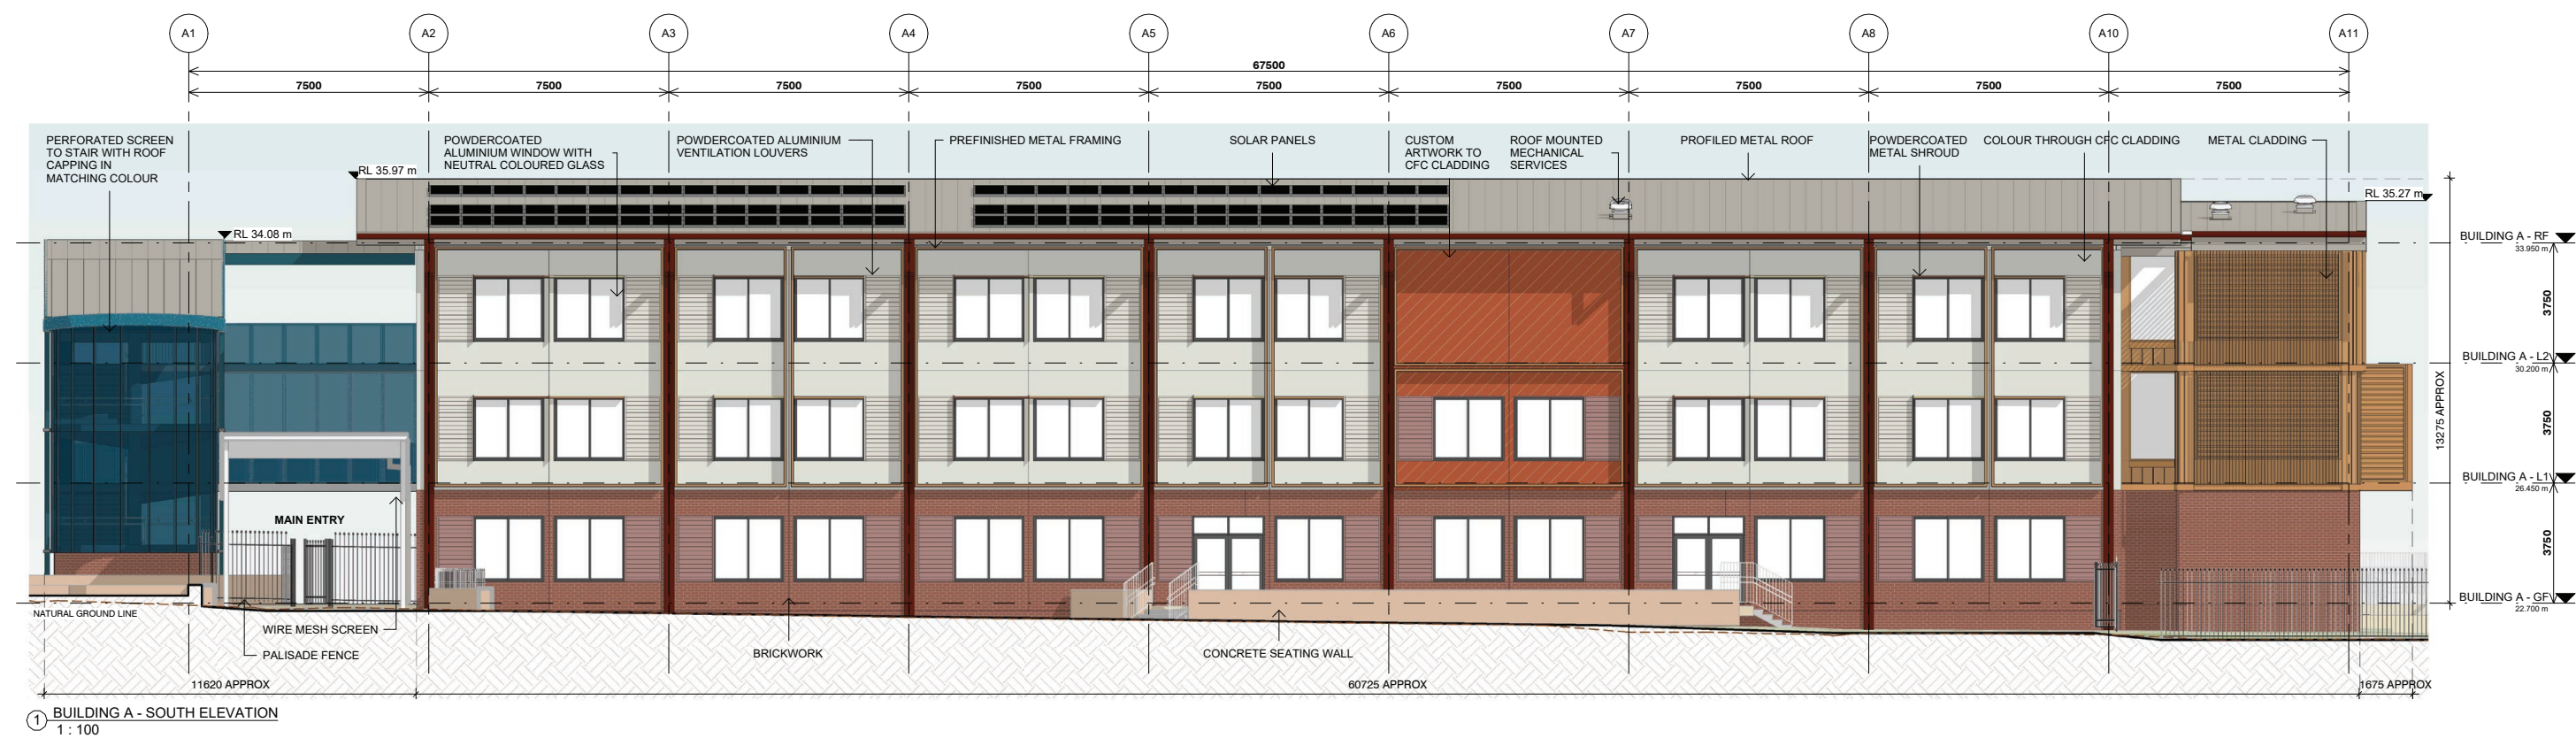 A1
A2
A3
A4
A5
A6
A7
A8
A10
A11
67500
7500
7500
7500
7500
7500
7500
7500
7500
7500
PERFORATED SCREEN
TO STAIR WITH ROOF
CAPPING IN
MATCHING COLOUR
POWDERCOATED
ALUMINIUM WINDOW WITH
NEUTRAL COLOURED GLASS
POWDERCOATED ALUMINIUM
VENTILATION LOUVERS
PREFINISHED METAL FRAMING
SOLAR PANELS
CUSTOM
ARTWORK TO
CFC CLADDING
ROOF MOUNTED
MECHANICAL
SERVICES
PROFILED METAL ROOF
POWDERCOATED
METAL SHROUD
COLOUR THROUGH CFC CLADDING
METAL CLADDING
RL 35.97 m
RL 35.27 m
RL 34.08 m
BUILDING A - RF
33.950 m
3750
BUILDING A - L2
30.200 m
13275 APPROX
3750
BUILDING A - L1
26.450 m
3750
BUILDING A - GF
22.700 m
MAIN ENTRY
NATURAL GROUND LINE
WIRE MESH SCREEN
PALISADE FENCE
BRICKWORK
CONCRETE SEATING WALL
11620 APPROX
60725 APPROX
1675 APPROX
1
BUILDING A - SOUTH ELEVATION
1 : 100